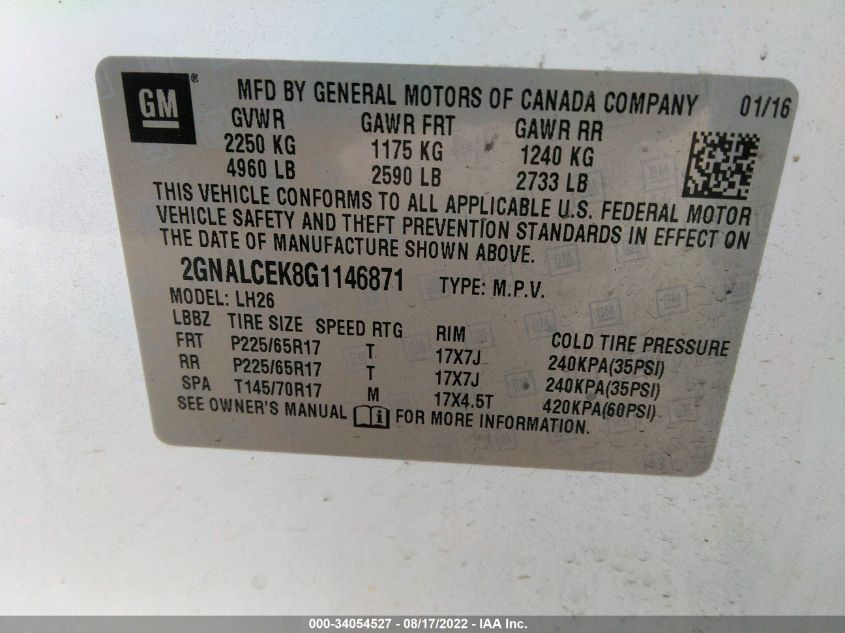 GM ® MFD BY GENERAL MOTORS OF CANADA COMPANY 01/16
GVWR GAWR FRT GAWR RR
2250 KG 1175 KG 1240 KG
4960 LB 2590 LB 2733 LB
THIS VEHICLE CONFORMS TO ALL APPLICABLE U.S. FEDERAL MOTOR
VEHICLE SAFETY AND THEFT PREVENTION STANDARDS IN EFFECT ON
THE DATE OF MANUFACTURE SHOWN ABOVE.
2GNALCEK8G1146871 TYPE: M.P.V.
MODEL: LH26
LBBZ TIRE SIZE SPEED RTG RIM COLD TIRE PRESSURE
FRT P225/65R17 T 17X7J 240KPA(35PSI)
RR P225/65R17 T 17X7J 240KPA(35PSI)
SPA T145/70R17 M 17X4.5T 420KPA(60PSI)
SEE OWNER'S MANUAL i FOR MORE INFORMATION.
000-34054527 - 08/17/2022 - IAA Inc.